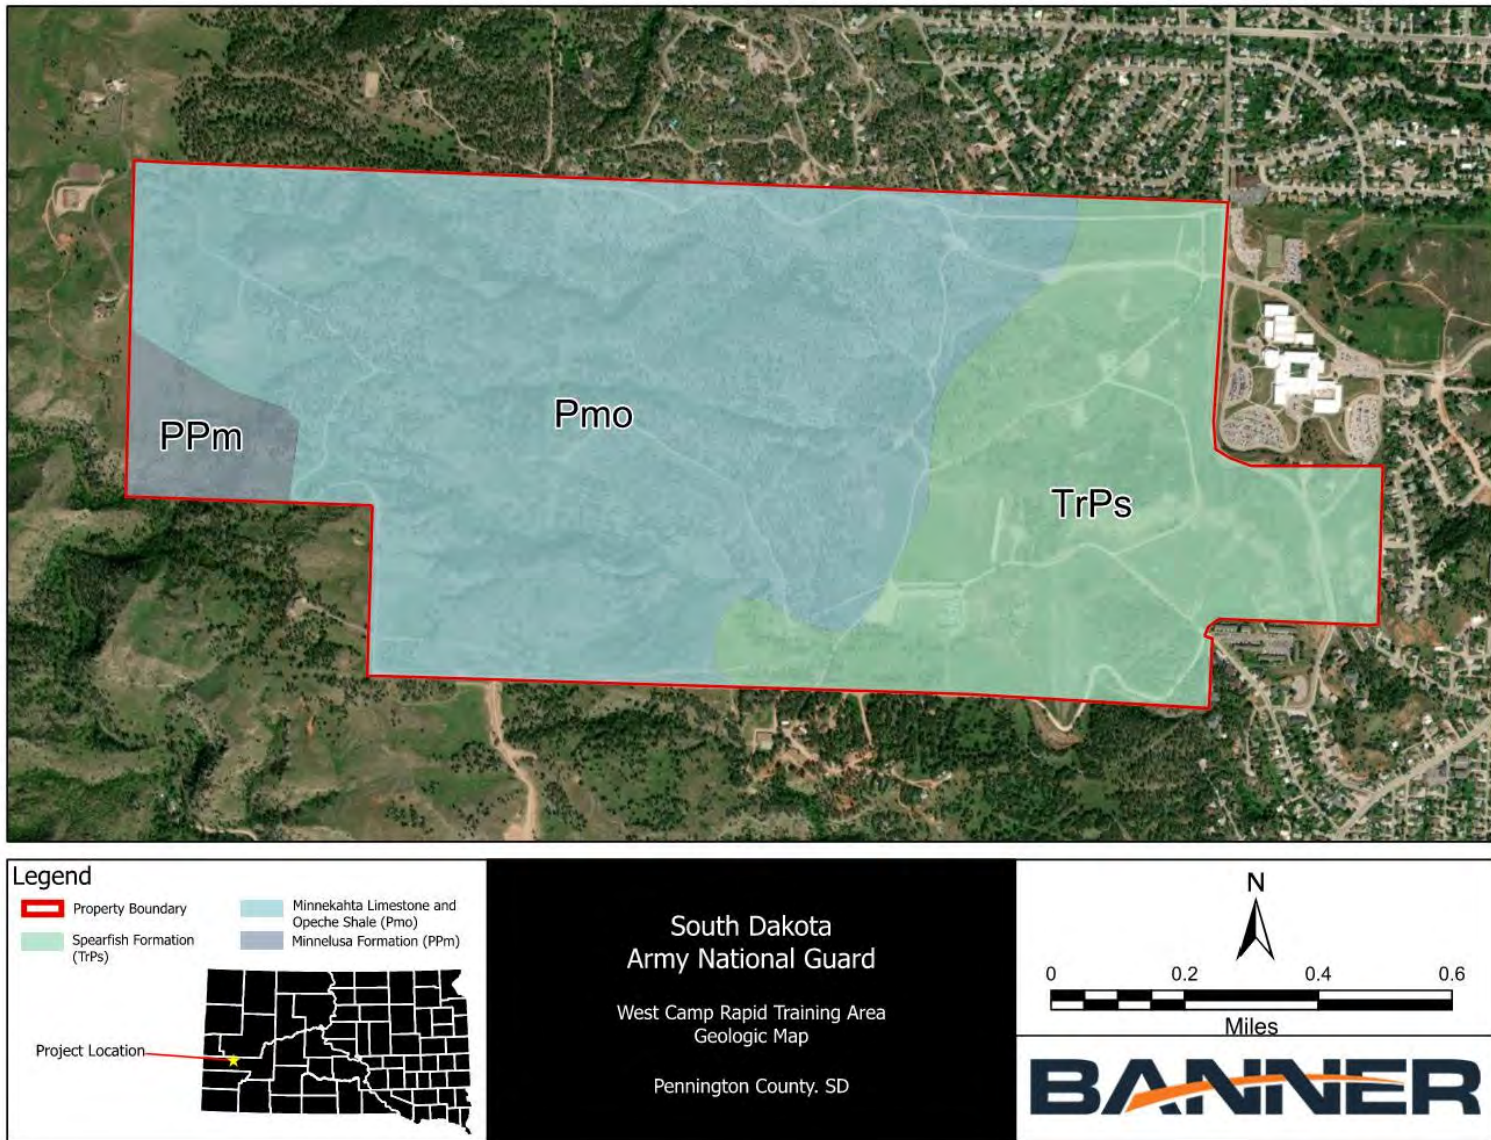 PPm
Pmo
TrPs
Legend
Property Boundary
Spearfish Formation
(TrPs)
Minnekahta Limestone and
Opeche Shale (Pmo)
Minnelusa Formation (PPm)
Project Location
South Dakota
Army National Guard
West Camp Rapid Training Area
Geologic Map
Pennington County. SD
N
0 0.2 0.4 0.6
Miles
BANNER